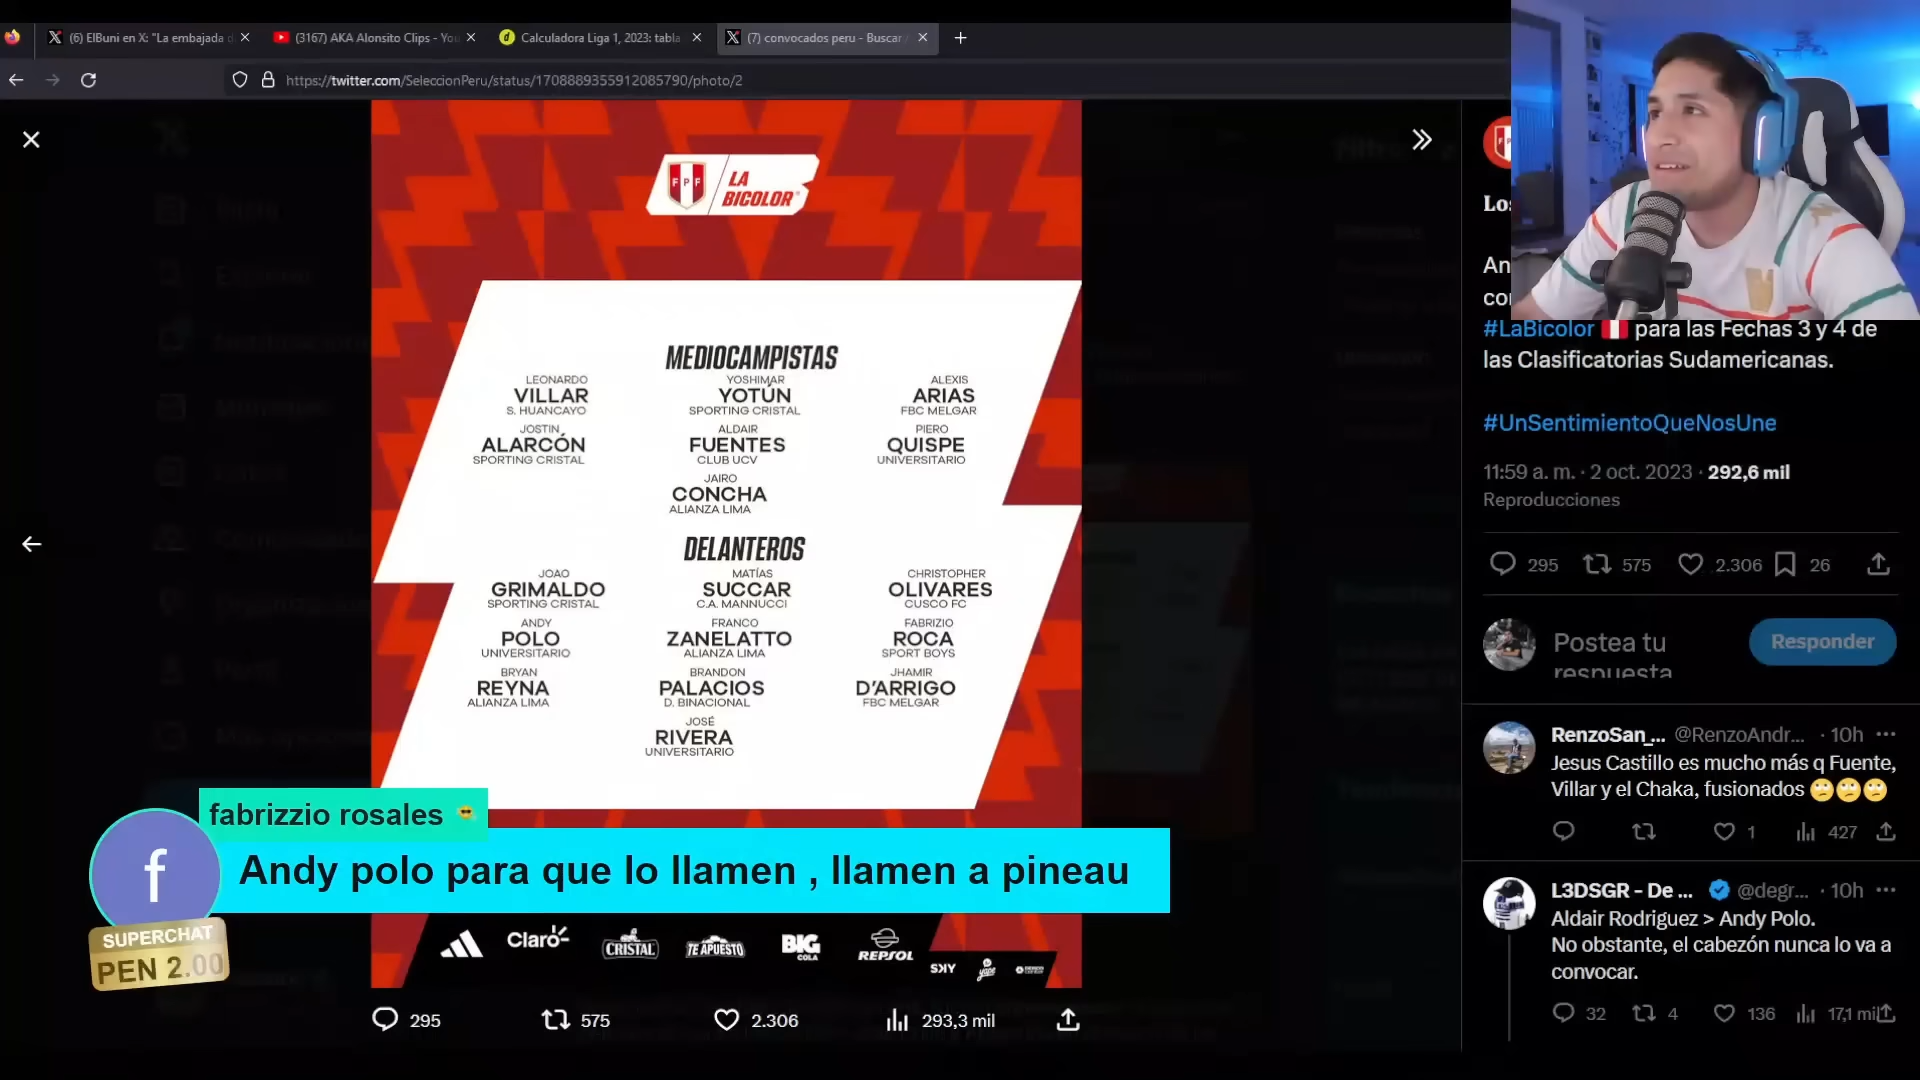 (6) ElBuni en X: "La embajada d
(3167) AKA Alonsito Clips - You
Calculadora Liga 1, 2023: tabla
(7) convocados peru - Buscar
https://twitter.com/SeleccionPeru/status/1708889355912085790/photo/2
FPF
LA
BICOLOR
MEDIOCAMPISTAS
LEONARDO
VILLAR
S. HUANCAYO
YOSHIMAR
YOTÚN
SPORTING CRISTAL
ALEXIS
ARIAS
FBC MELGAR
JOSTIN
ALARCÓN
SPORTING CRISTAL
ALDAIR
FUENTES
CLUB UCV
PIERO
QUISPE
UNIVERSITARIO
JAIRO
CONCHA
ALIANZA LIMA
DELANTEROS
JOAO
GRIMALDO
SPORTING CRISTAL
MATÍAS
SUCCAR
C.A. MANNUCCI
CHRISTOPHER
OLIVARES
CUSCO FC
ANDY
POLO
UNIVERSITARIO
FRANCO
ZANELATTO
ALIANZA LIMA
FABRIZIO
ROCA
SPORT BOYS
BRYAN
REYNA
ALIANZA LIMA
BRANDON
PALACIOS
D. BINACIONAL
JHAMIR
D'ARRIGO
FBC MELGAR
JOSÉ
RIVERA
UNIVERSITARIO
fabrizzio rosales
f
Andy polo para que lo llamen , llamen a pineau
SUPERCHAT
PEN 2.00
Claro
CRISTAL
TE APUESTO
BIG
COLA
REPSOL
SKY
yape
295
575
2.306
293,3 mil
Los
An
con
#LaBicolor 🇵🇪 para las Fechas 3 y 4 de
las Clasificatorias Sudamericanas.
#UnSentimientoQueNosUne
11:59 a. m. · 2 oct. 2023 · 292,6 mil
Reproducciones
295
575
2.306
26
Postea tu
respuesta
Responder
RenzoSan_... @RenzoAndr... · 10h ···
Jesus Castillo es mucho más q Fuente,
Villar y el Chaka, fusionados 🙄🙄🙄
1
427
L3DSGR - De ... @degr... · 10h ···
Aldair Rodriguez > Andy Polo.
No obstante, el cabezón nunca lo va a
convocar.
32
4
136
17,1 mil